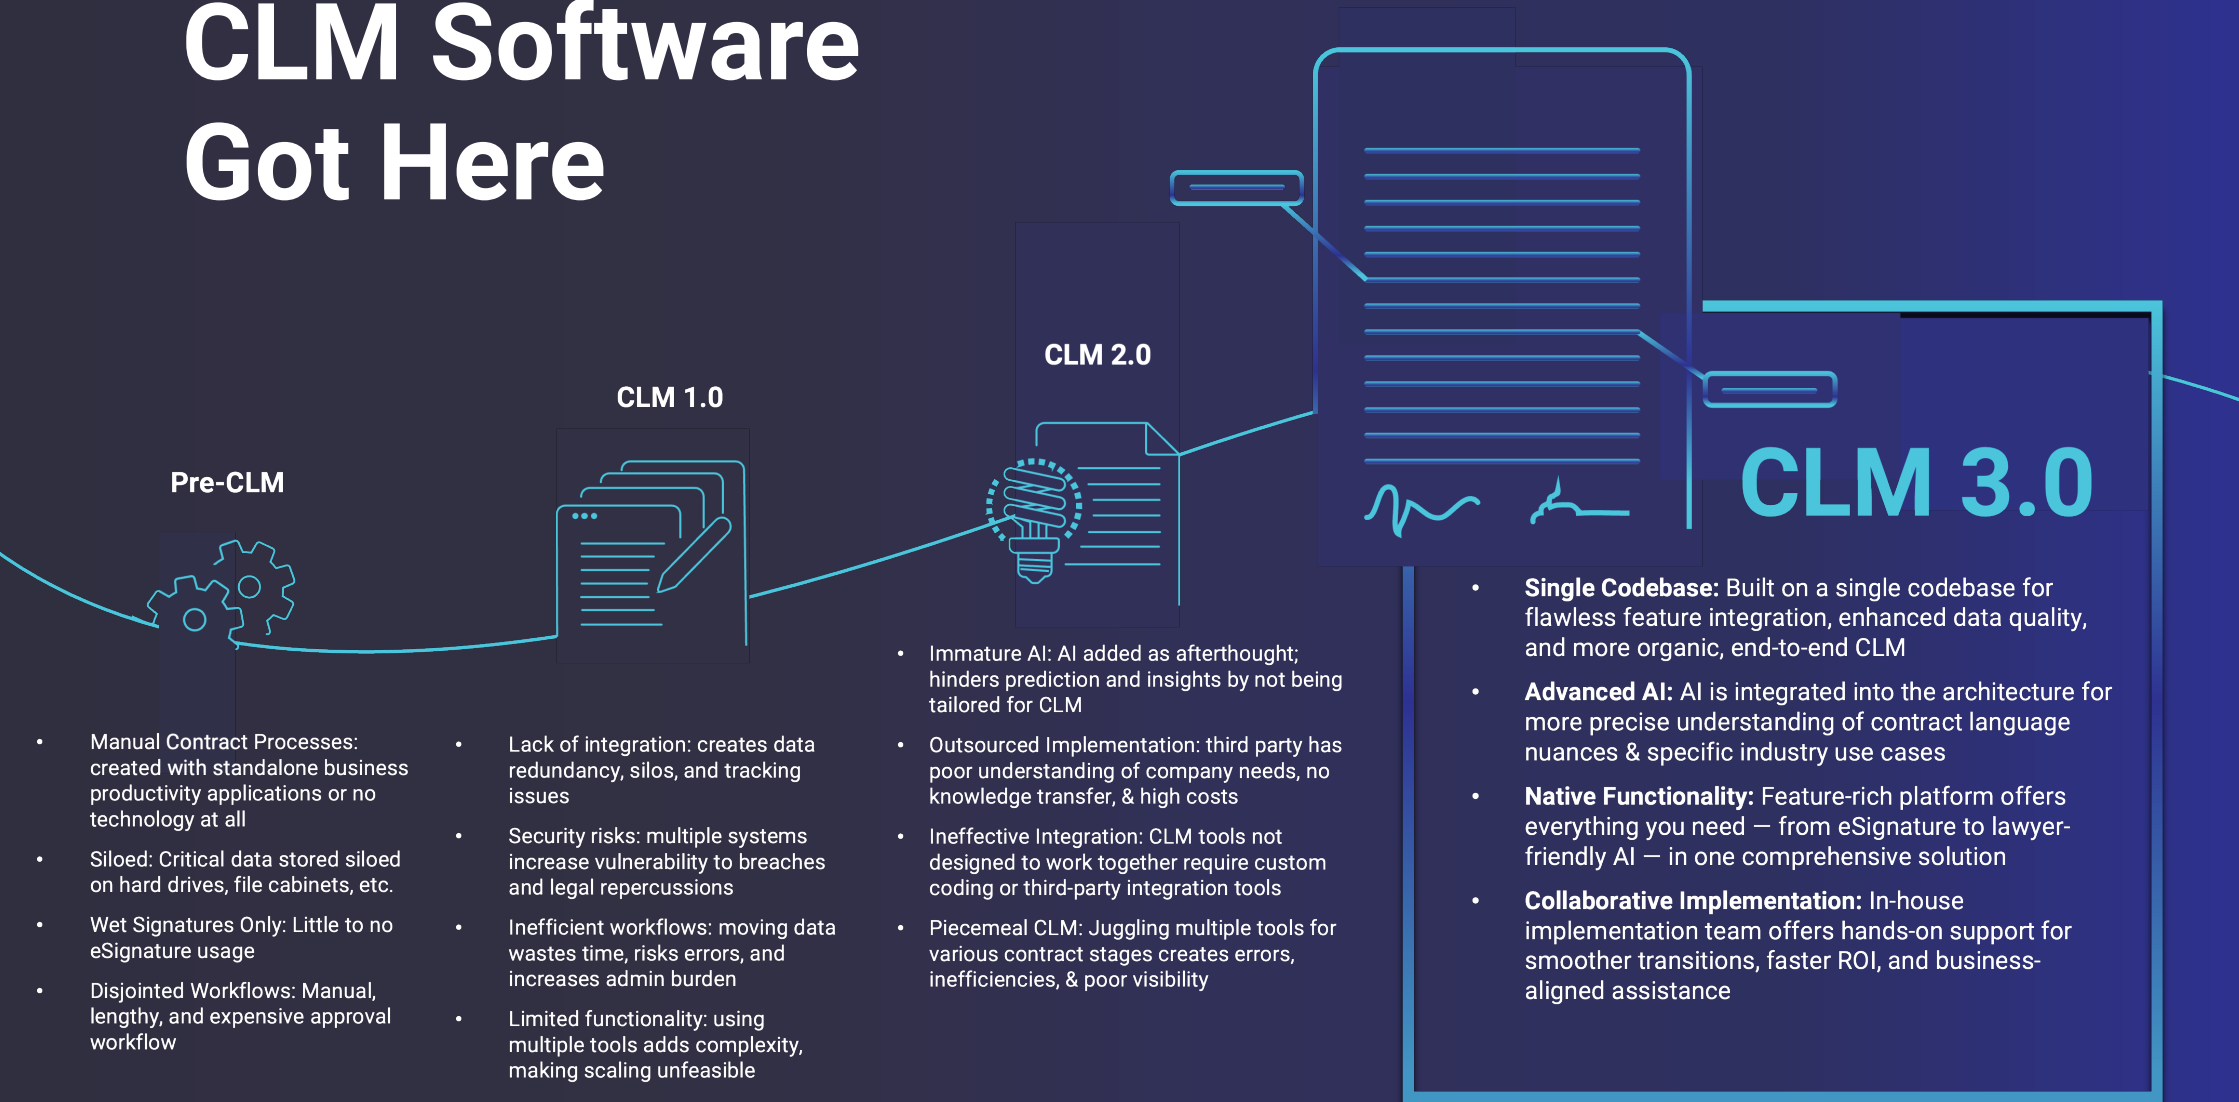 CLM Software
Got Here
Pre-CLM
• Manual Contract Processes:
created with standalone business
productivity applications or no
technology at all
• Siloed: Critical data stored siloed
on hard drives, file cabinets, etc.
• Wet Signatures Only: Little to no
eSignature usage
• Disjointed Workflows: Manual,
lengthy, and expensive approval
workflow
CLM 1.0
• Lack of integration: creates data
redundancy, silos, and tracking
issues
• Security risks: multiple systems
increase vulnerability to breaches
and legal repercussions
• Inefficient workflows: moving data
wastes time, risks errors, and
increases admin burden
• Limited functionality: using
multiple tools adds complexity,
making scaling unfeasible
CLM 2.0
• Immature AI: AI added as afterthought;
hinders prediction and insights by not being
tailored for CLM
• Outsourced Implementation: third party has
poor understanding of company needs, no
knowledge transfer, & high costs
• Ineffective Integration: CLM tools not
designed to work together require custom
coding or third-party integration tools
• Piecemeal CLM: Juggling multiple tools for
various contract stages creates errors,
inefficiencies, & poor visibility
CLM 3.0
• Single Codebase: Built on a single codebase for
flawless feature integration, enhanced data quality,
and more organic, end-to-end CLM
• Advanced AI: AI is integrated into the architecture for
more precise understanding of contract language
nuances & specific industry use cases
• Native Functionality: Feature-rich platform offers
everything you need — from eSignature to lawyer-
friendly AI — in one comprehensive solution
• Collaborative Implementation: In-house
implementation team offers hands-on support for
smoother transitions, faster ROI, and business-
aligned assistance